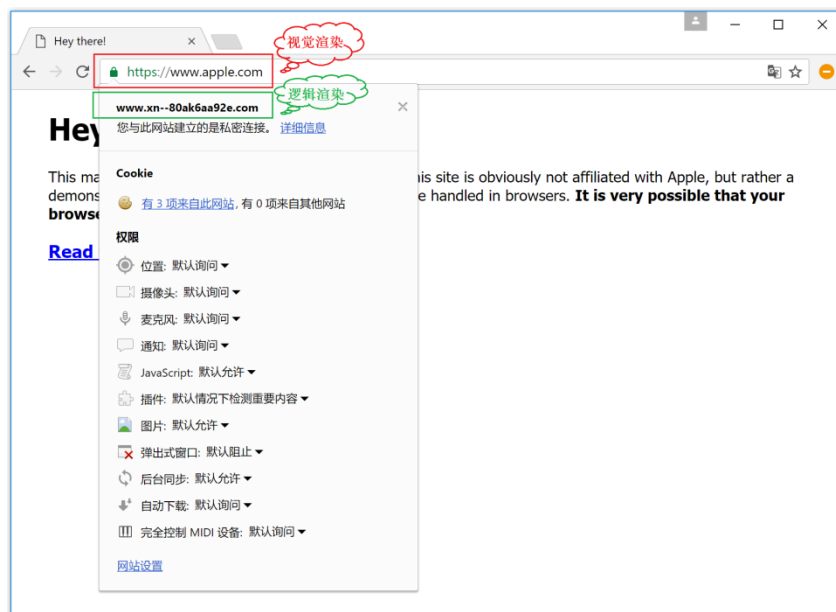 Hey there!
视觉渲染
https://www.apple.com
逻辑渲染
www.xn--80ak6aa92e.com
您与此网站建立的是私密连接。 详细信息
Hey
This ma
his site is obviously not affiliated with Apple, but rather a
demons
e handled in browsers. It is very possible that your
browse
Cookie
有 3 项来自此网站, 有 0 项来自其他网站
权限
Read
位置: 默认询问
摄像头: 默认询问
麦克风: 默认询问
通知: 默认询问
JavaScript: 默认允许
插件: 默认情况下检测重要内容
图片: 默认允许
弹出式窗口: 默认阻止
后台同步: 默认允许
自动下载: 默认询问
完全控制 MIDI 设备: 默认询问
网站设置